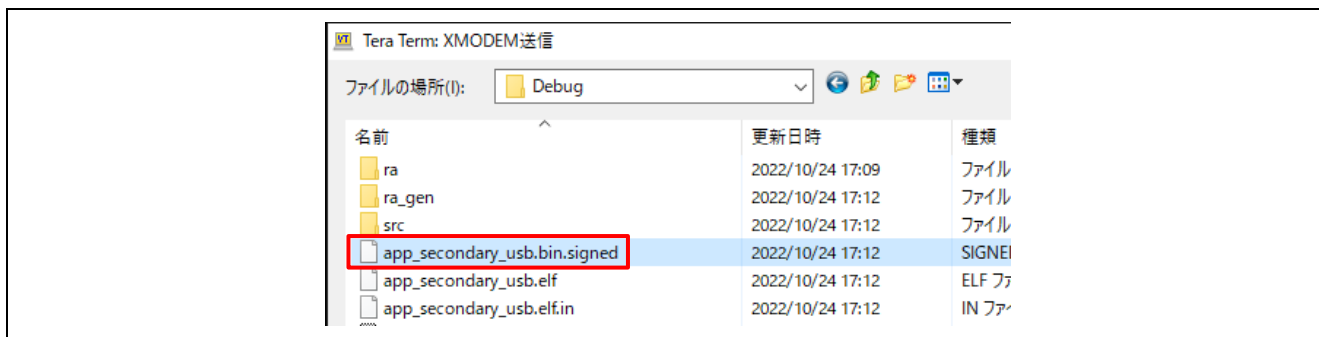 Tera Term: XMODEM送信
ファイルの場所(I): Debug
名前 更新日時 種類
ra 2022/10/24 17:09 ファイル
ra_gen 2022/10/24 17:12 ファイル
src 2022/10/24 17:12 ファイル
app_secondary_usb.bin.signed 2022/10/24 17:12 SIGNE
app_secondary_usb.elf 2022/10/24 17:12 ELF ファ
app_secondary_usb.elf.in 2022/10/24 17:12 IN ファイ